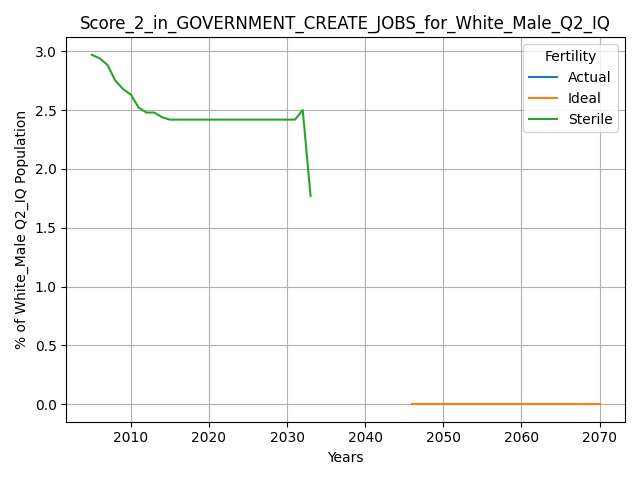 Score_2_in_GOVERNMENT_CREATE_JOBS_for_White_Male_Q2_IQ
Fertility
Actual
Ideal
Sterile
% of White_Male Q2_IQ Population
3.0
2.5
2.0
1.5
1.0
0.5
0.0
2010 2020 2030 2040 2050 2060 2070
Years